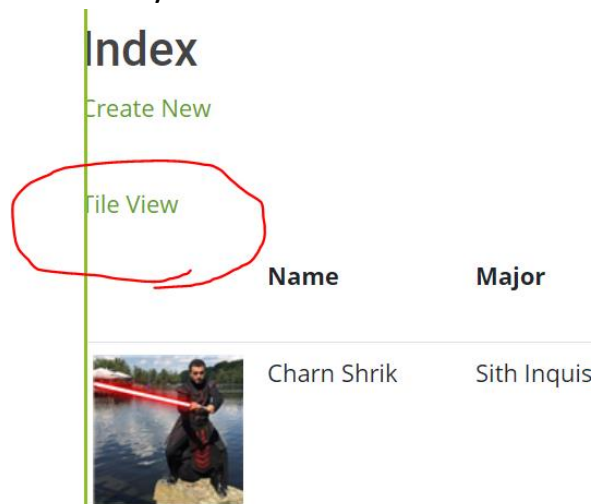 Index
Create New
Tile View
Name Major
Charn Shrik Sith Inquis